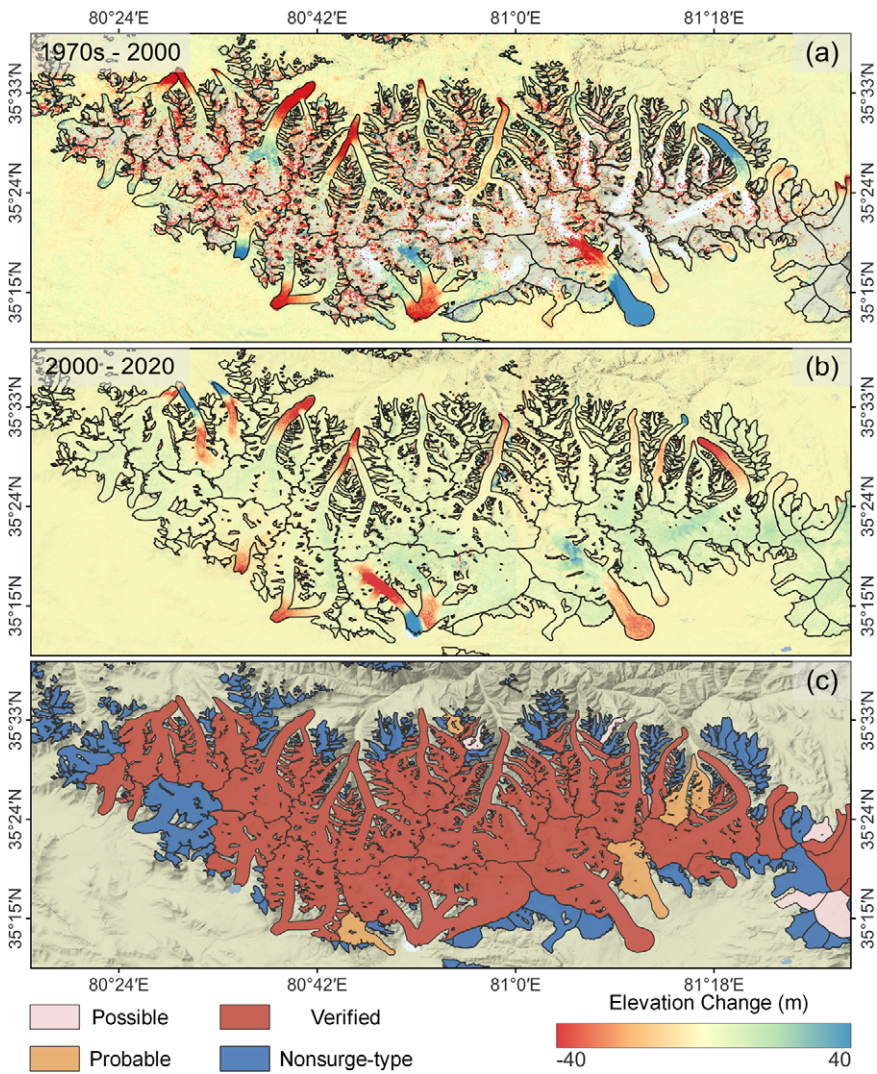 80°24'E 80°42'E 81°0'E 81°18'E
1970s - 2000 (a)
35°33'N 35°33'N
35°24'N 35°24'N
35°15'N 35°15'N
2000 - 2020 (b)
35°33'N 35°33'N
35°24'N 35°24'N
35°15'N 35°15'N
(c)
35°33'N 35°33'N
35°24'N 35°24'N
35°15'N 35°15'N
80°24'E 80°42'E 81°0'E 81°18'E
Possible Verified Elevation Change (m)
Probable Nonsurge-type -40 40